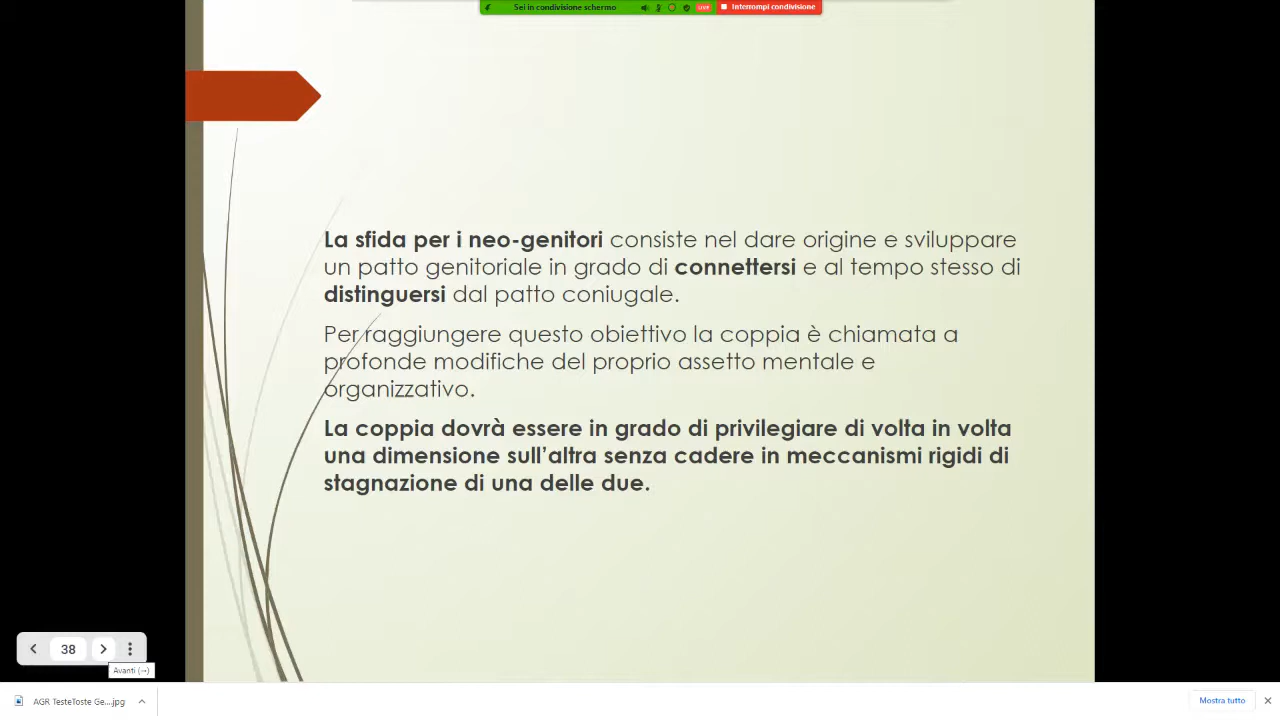 Sei in condivisione schermo
LIVE
Interrompi condivisione
La sfida per i neo-genitori consiste nel dare origine e sviluppare
un patto genitoriale in grado di connettersi e al tempo stesso di
distinguersi dal patto coniugale.
Per raggiungere questo obiettivo la coppia è chiamata a
profonde modifiche del proprio assetto mentale e
organizzativo.
La coppia dovrà essere in grado di privilegiare di volta in volta
una dimensione sull'altra senza cadere in meccanismi rigidi di
stagnazione di una delle due.
38
Avanti (→)
AGR TesteToste Ge....jpg
Mostra tutto